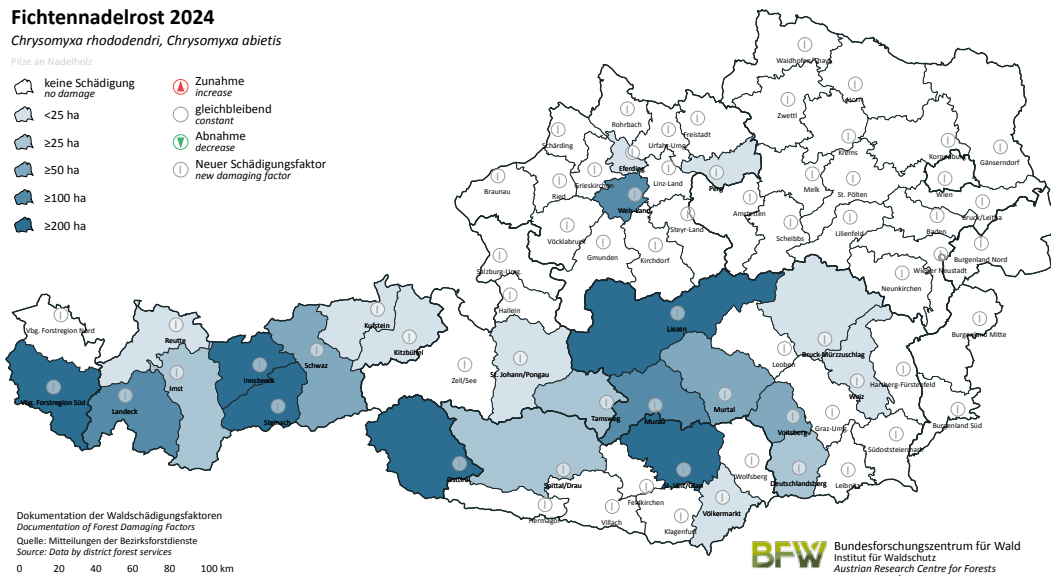 Fichtennadelrost 2024
Chrysomyxa rhododendri, Chrysomyxa abietis
Pilze an Nadelholz
keine Schädigung
no damage
<25 ha
≥25 ha
≥50 ha
≥100 ha
≥200 ha
Zunahme
increase
gleichbleibend
constant
Abnahme
decrease
Neuer Schädigungsfaktor
new damaging factor
Waidhofen/Thaya
Horn
Zwettl
Rohrbach
Freistadt
Schärding
Urfahr-Umg.
Krems
Korneuburg
Gänserndorf
Eferding
Grieskirchen
Linz-Land
Perg
Melk
St. Pölten
Wien
Braunau
Ried
Wels-Land
Amstetten
Bruck/Leitha
Steyr-Land
Scheibbs
Lilienfeld
Baden
Vöcklabruck
Gmunden
Kirchdorf
Wiener Neustadt
Burgenland Nord
Salzburg-Umg.
Neunkirchen
Hallein
Vbg. Forstregion Nord
Reutte
Kufstein
Kitzbühel
Liezen
Burgenland Mitte
Bruck-Mürzzuschlag
Leoben
Schwaz
Innsbruck
Imst
Zell/See
St. Johann/Pongau
Hartberg-Fürstenfeld
Weiz
Vbg. Forstregion Süd
Landeck
Steinach
Tamsweg
Murau
Murtal
Voitsberg
Graz-Umg.
Burgenland Süd
Südoststeiermark
Osttirol
Spittal/Drau
St. Veit/Glan
Wolfsberg
Deutschlandsberg
Leibnitz
Hermagor
Villach
Feldkirchen
Klagenfurt
Völkermarkt
Dokumentation der Waldschädigungsfaktoren
Documentation of Forest Damaging Factors
Quelle: Mitteilungen der Bezirksforstdienste
Source: Data by district forest services
0 20 40 60 80 100 km
BFW
Bundesforschungszentrum für Wald
Institut für Waldschutz
Austrian Research Centre for Forests